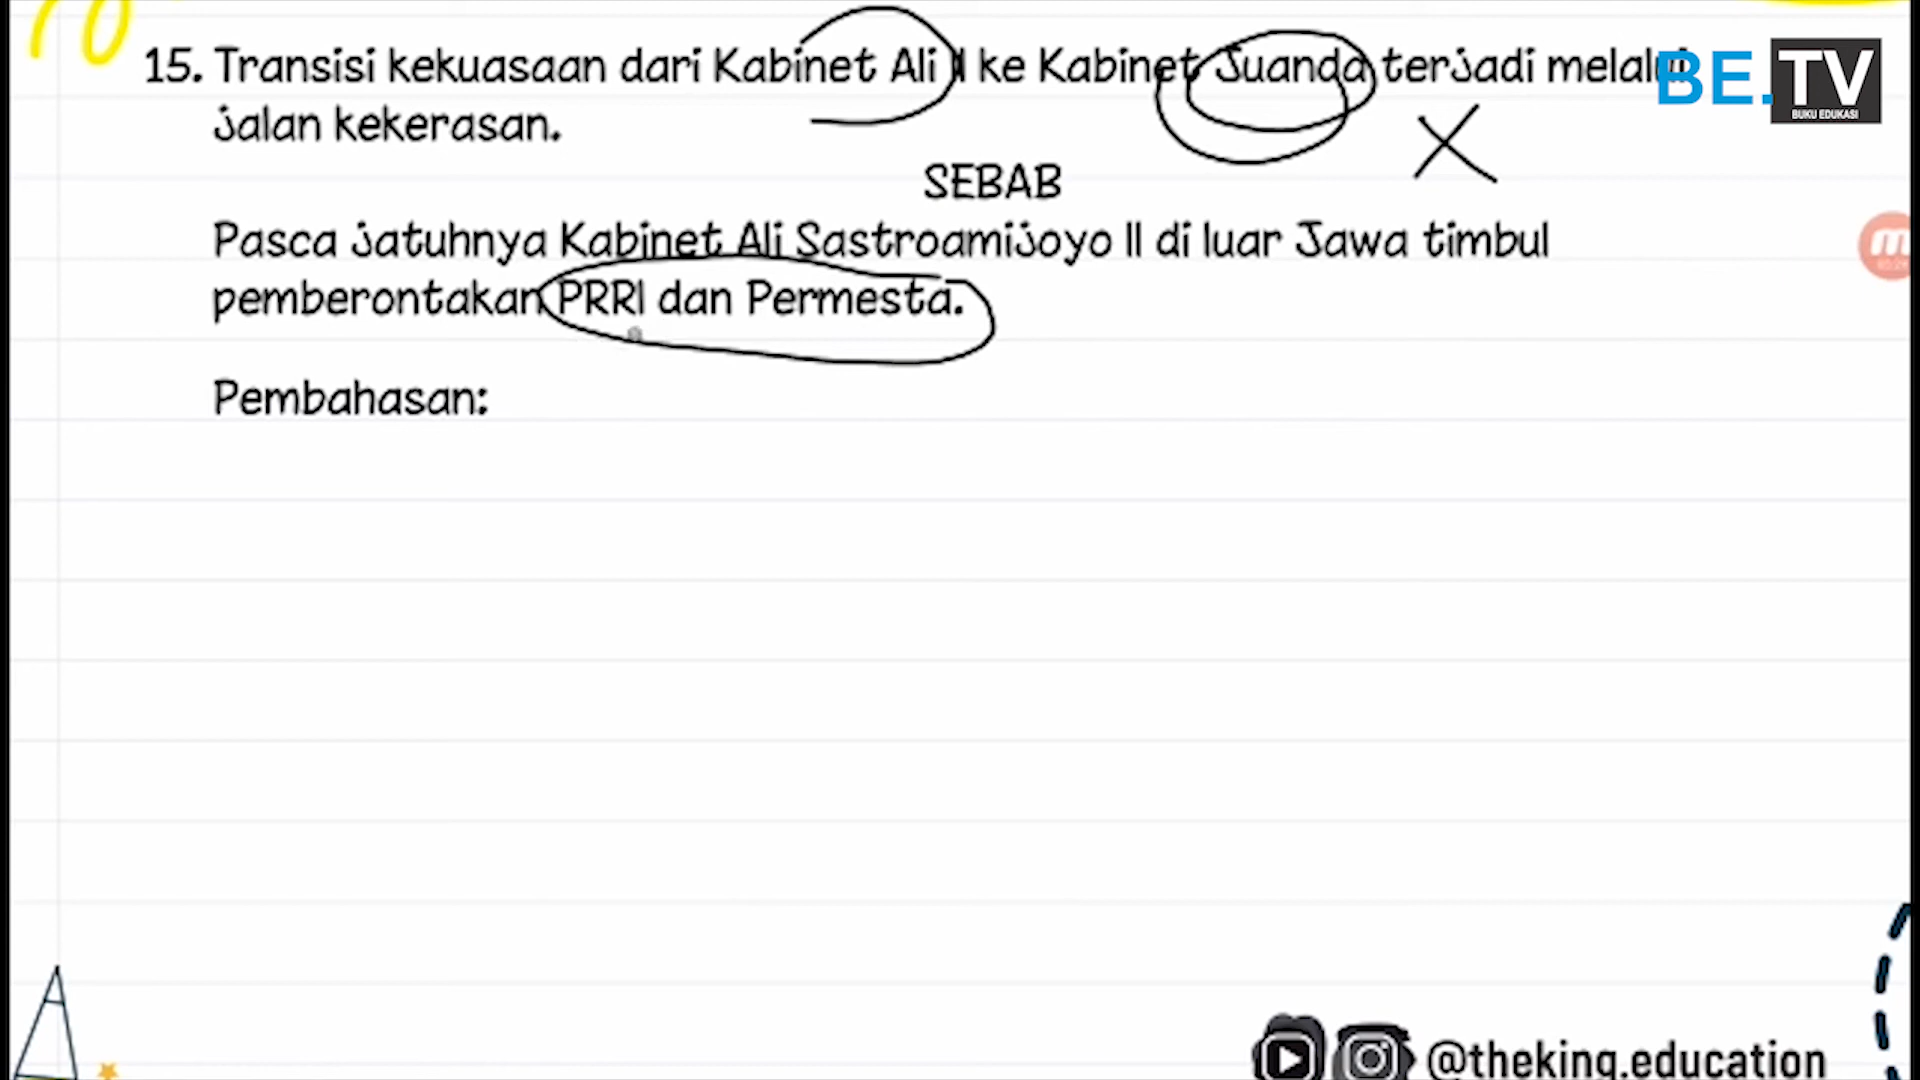 15. Transisi kekuasaan dari Kabinet Ali II ke Kabinet Juanda terjadi melalui
BE.TV
BUKU EDUKASI
jalan kekerasan.
SEBAB
Pasca jatuhnya Kabinet Ali Sastroamijoyo II di luar Jawa timbul
pemberontakan PRRI dan Permesta.
Pembahasan:
@theking.education